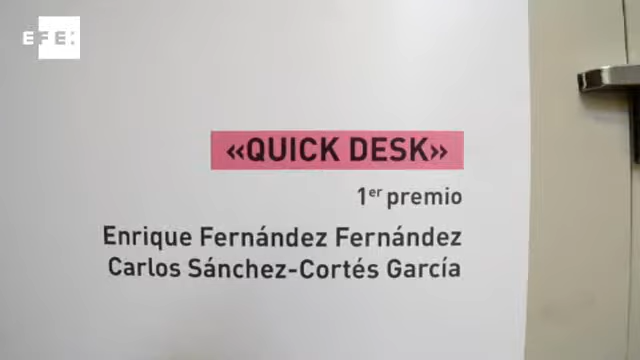 EFE:
«QUICK DESK»
1er premio
Enrique Fernández Fernández
Carlos Sánchez-Cortés García